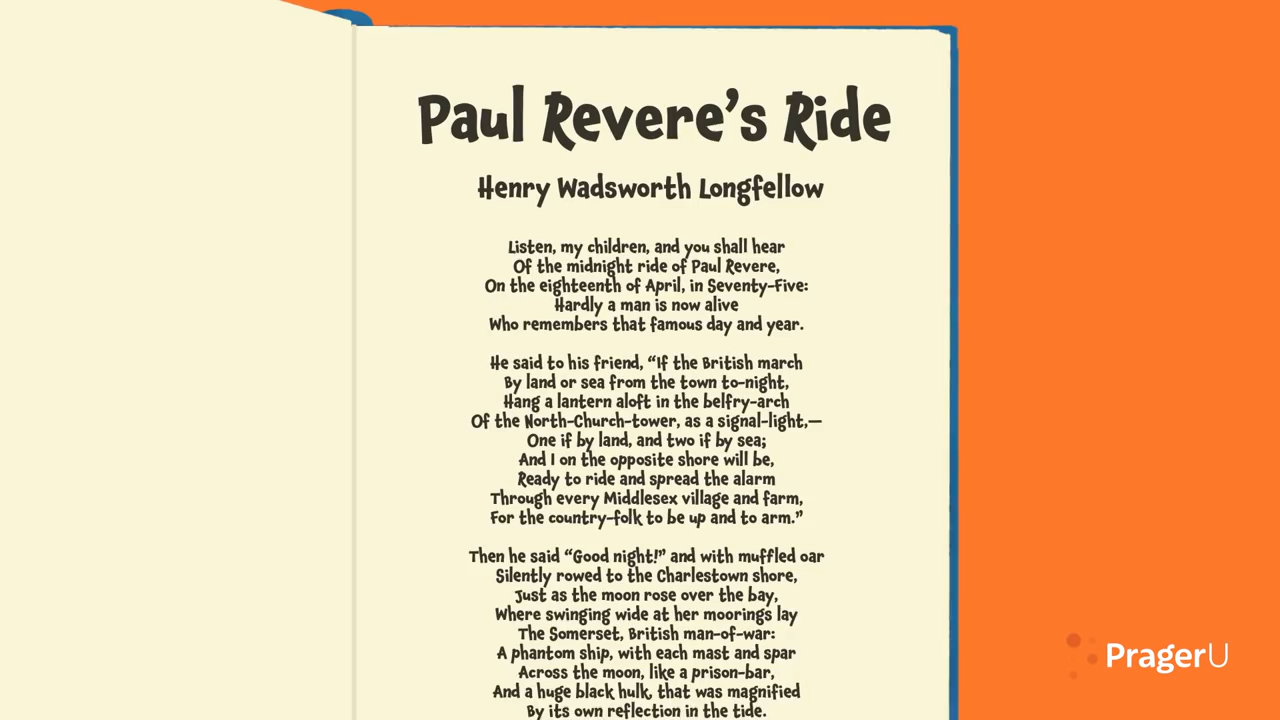 Paul Revere's Ride
Henry Wadsworth Longfellow
Listen, my children, and you shall hear
Of the midnight ride of Paul Revere,
On the eighteenth of April, in Seventy-Five:
Hardly a man is now alive
Who remembers that famous day and year.
He said to his friend, “If the British march
By land or sea from the town to-night,
Hang a lantern aloft in the belfry-arch
Of the North-Church-tower, as a signal-light,—
One if by land, and two if by sea;
And I on the opposite shore will be,
Ready to ride and spread the alarm
Through every Middlesex village and farm,
For the country-folk to be up and to arm.”
Then he said “Good night!” and with muffled oar
Silently rowed to the Charlestown shore,
Just as the moon rose over the bay,
Where swinging wide at her moorings lay
The Somerset, British man-of-war:
A phantom ship, with each mast and spar
Across the moon, like a prison-bar,
And a huge black hulk, that was magnified
By its own reflection in the tide.
PragerU